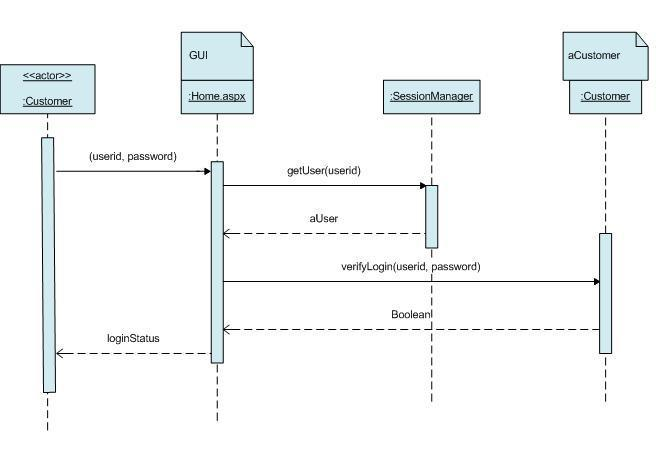 GUI
aCustomer
<<actor>>
:Customer
:Home.aspx
:SessionManager
:Customer
(userid, password)
getUser(userid)
aUser
verifyLogin(userid, password)
Boolean
loginStatus